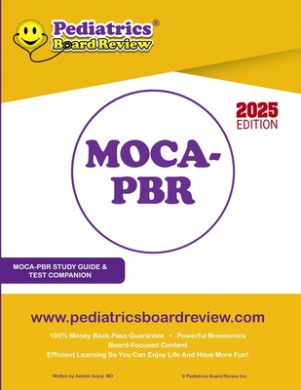 Pediatrics®
Board Review
2025
EDITION
MOCA-
PBR
MOCA-PBR STUDY GUIDE &
TEST COMPANION
www.pediatricsboardreview.com
100% Money Back Pass Guarantee • Powerful Mnemonics
Board-Focused Content
Efficient Learning So You Can Enjoy Life And Have More Fun!
Written by Ashish Goyal, MD © Pediatrics Board Review Inc.